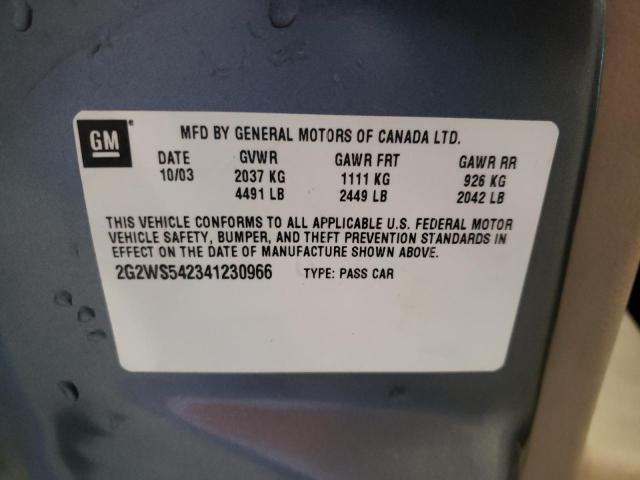 GM®
MFD BY GENERAL MOTORS OF CANADA LTD.
DATE GVWR GAWR FRT GAWR RR
10/03 2037 KG 1111 KG 926 KG
4491 LB 2449 LB 2042 LB
THIS VEHICLE CONFORMS TO ALL APPLICABLE U.S. FEDERAL MOTOR
VEHICLE SAFETY, BUMPER, AND THEFT PREVENTION STANDARDS IN
EFFECT ON THE DATE OF MANUFACTURE SHOWN ABOVE.
2G2WS542341230966 TYPE: PASS CAR